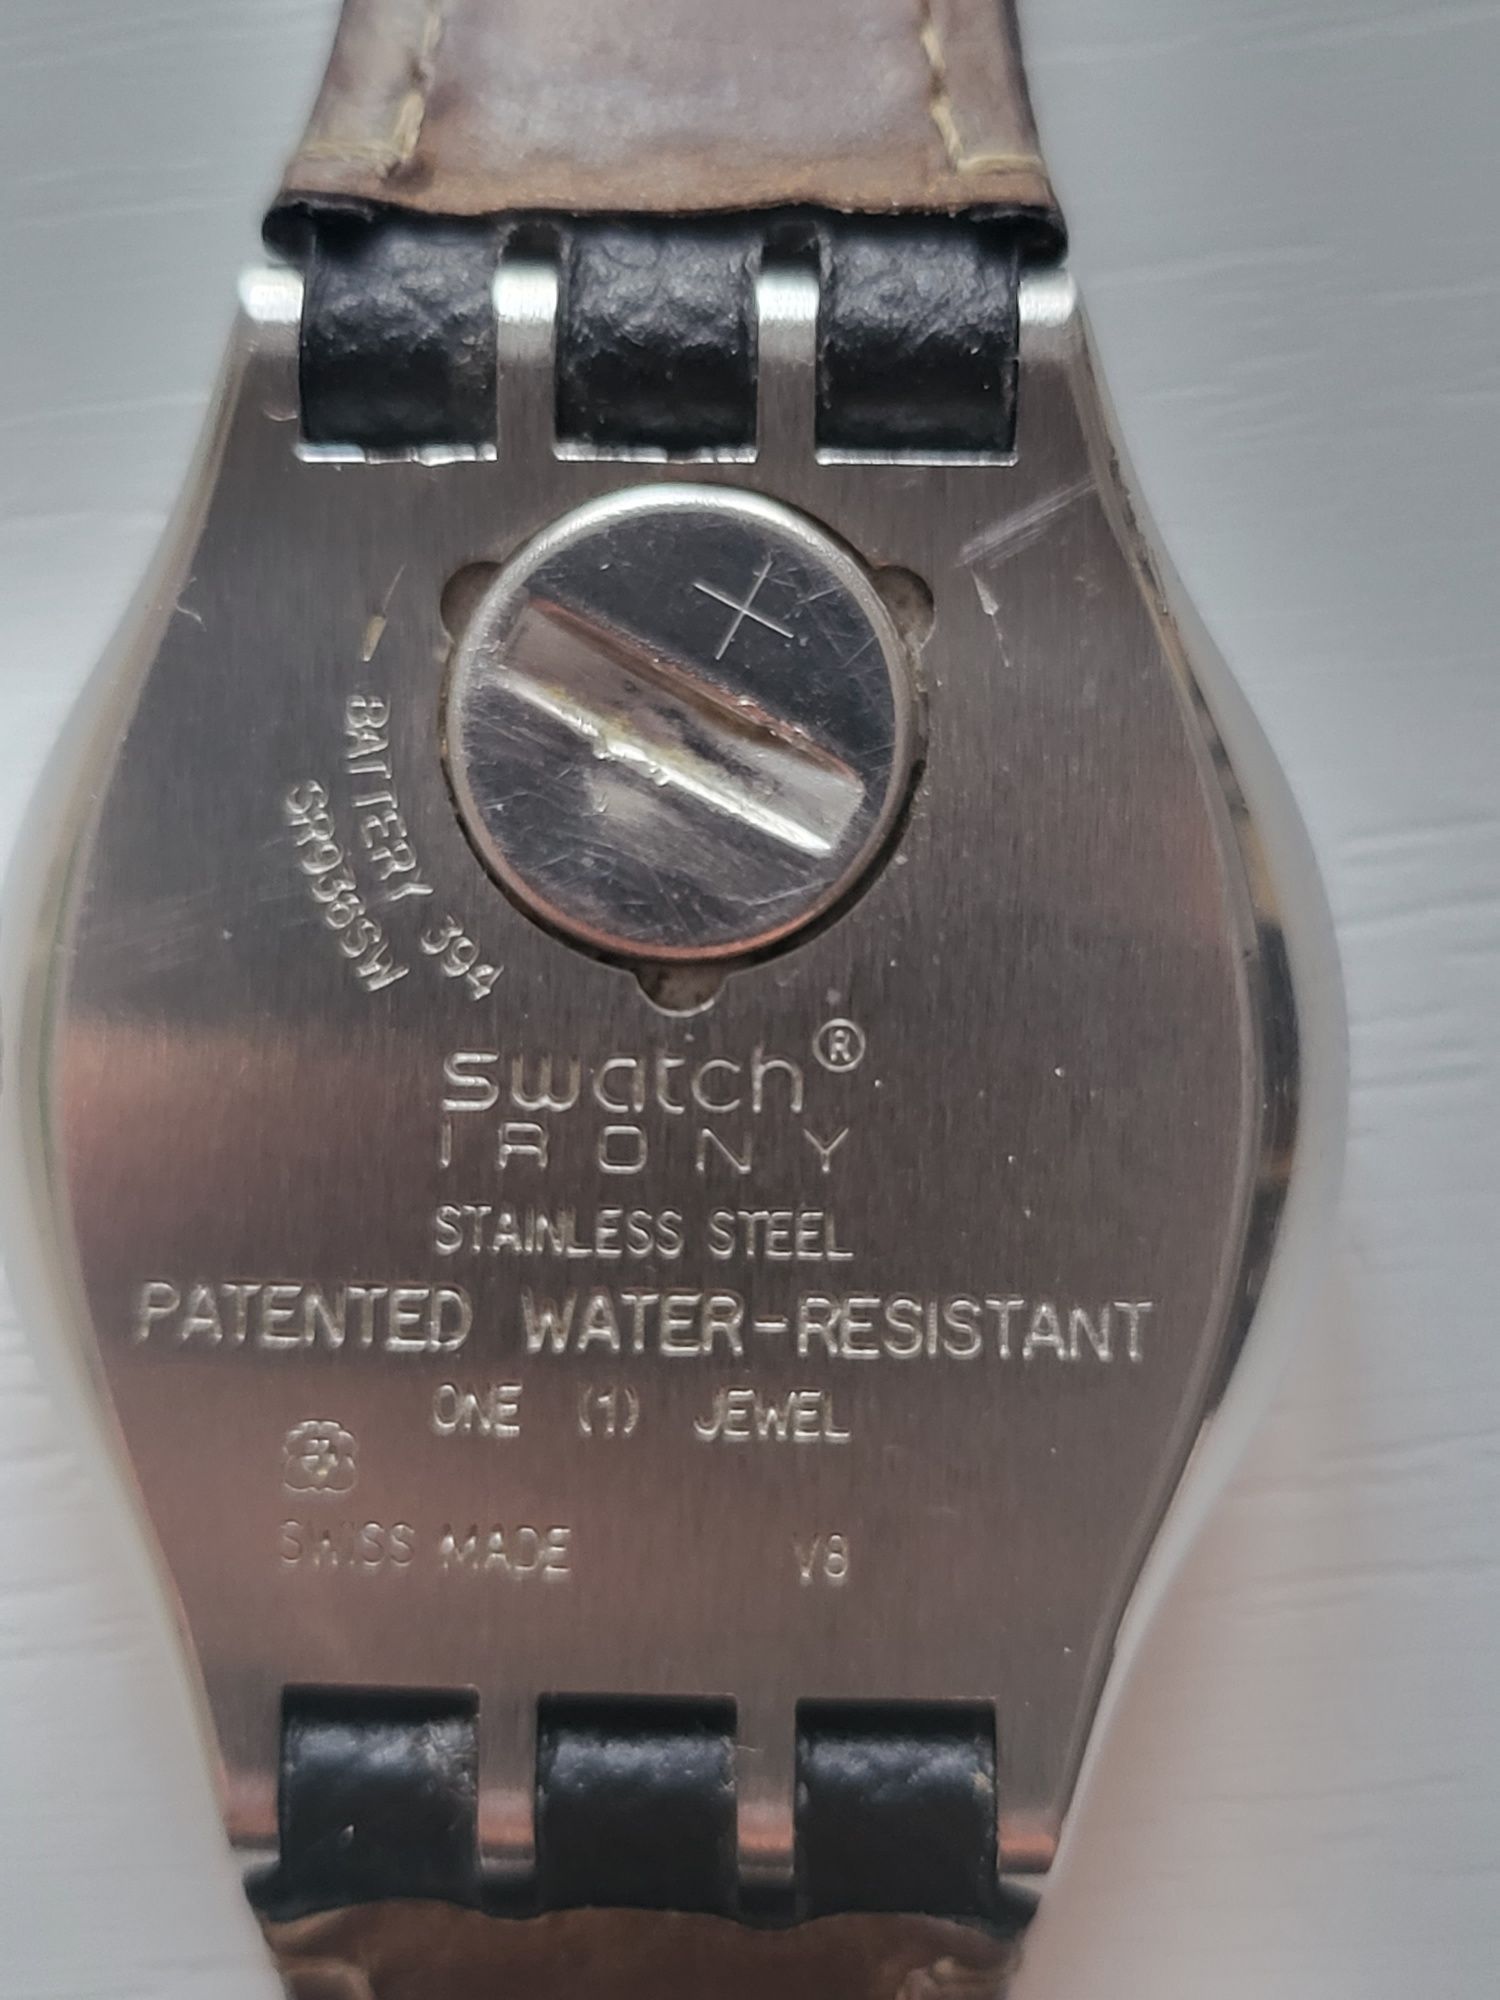 BATTERY 394
SR936SW
swatch®
IRONY
STAINLESS STEEL
PATENTED WATER-RESISTANT
ONE (1) JEWEL
SWISS MADE V8